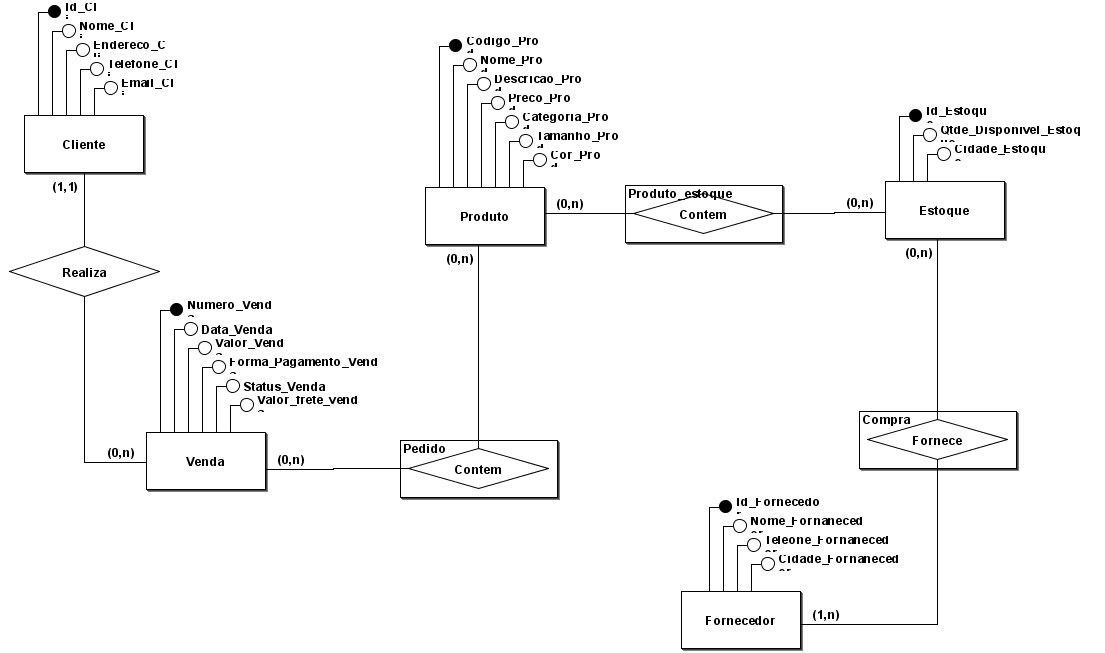 Id_Cl
Nome_Cl
Endereco_C
Telefone_Cl
Email_Cl
Cliente
(1,1)
Realiza
(0,n)
Codigo_Pro
Nome_Pro
Descricao_Pro
Preco_Pro
Categoria_Pro
Tamanho_Pro
Cor_Pro
Produto
(0,n)
(0,n)
Produto_estoque
Contem
(0,n)
Id_Estoqu
Qtde_Disponivel_Estoq
Cidade_Estoqu
Estoque
(0,n)
Numero_Vend
Data_Venda
Valor_Vend
Forma_Pagamento_Vend
Status_Venda
Valor_frete_vend
Venda
(0,n)
Pedido
Contem
Compra
Fornece
Id_Fornecedo
Nome_Fornaneced
Teleone_Fornaneced
Cidade_Fornaneced
Fornecedor
(1,n)